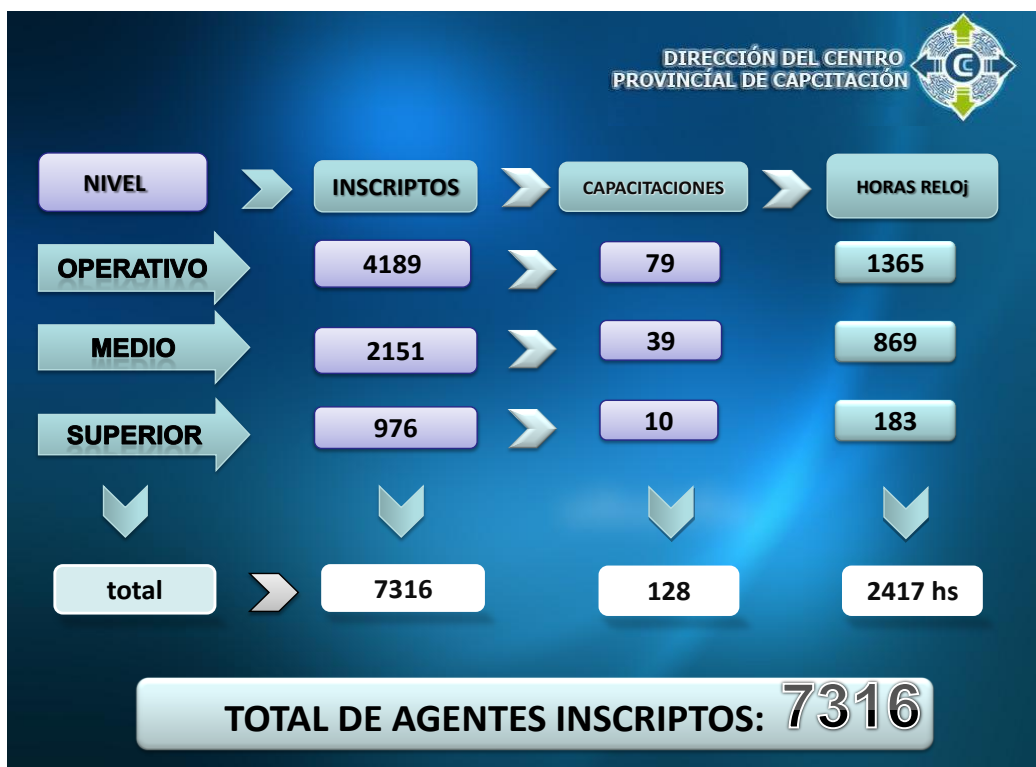 DIRECCIÓN DEL CENTRO
PROVINCÍAL DE CAPCITACIÓN
NIVEL
INSCRIPTOS
CAPACITACIONES
HORAS RELOj
OPERATIVO
4189
79
1365
MEDIO
2151
39
869
SUPERIOR
976
10
183
total
7316
128
2417 hs
TOTAL DE AGENTES INSCRIPTOS: 7316